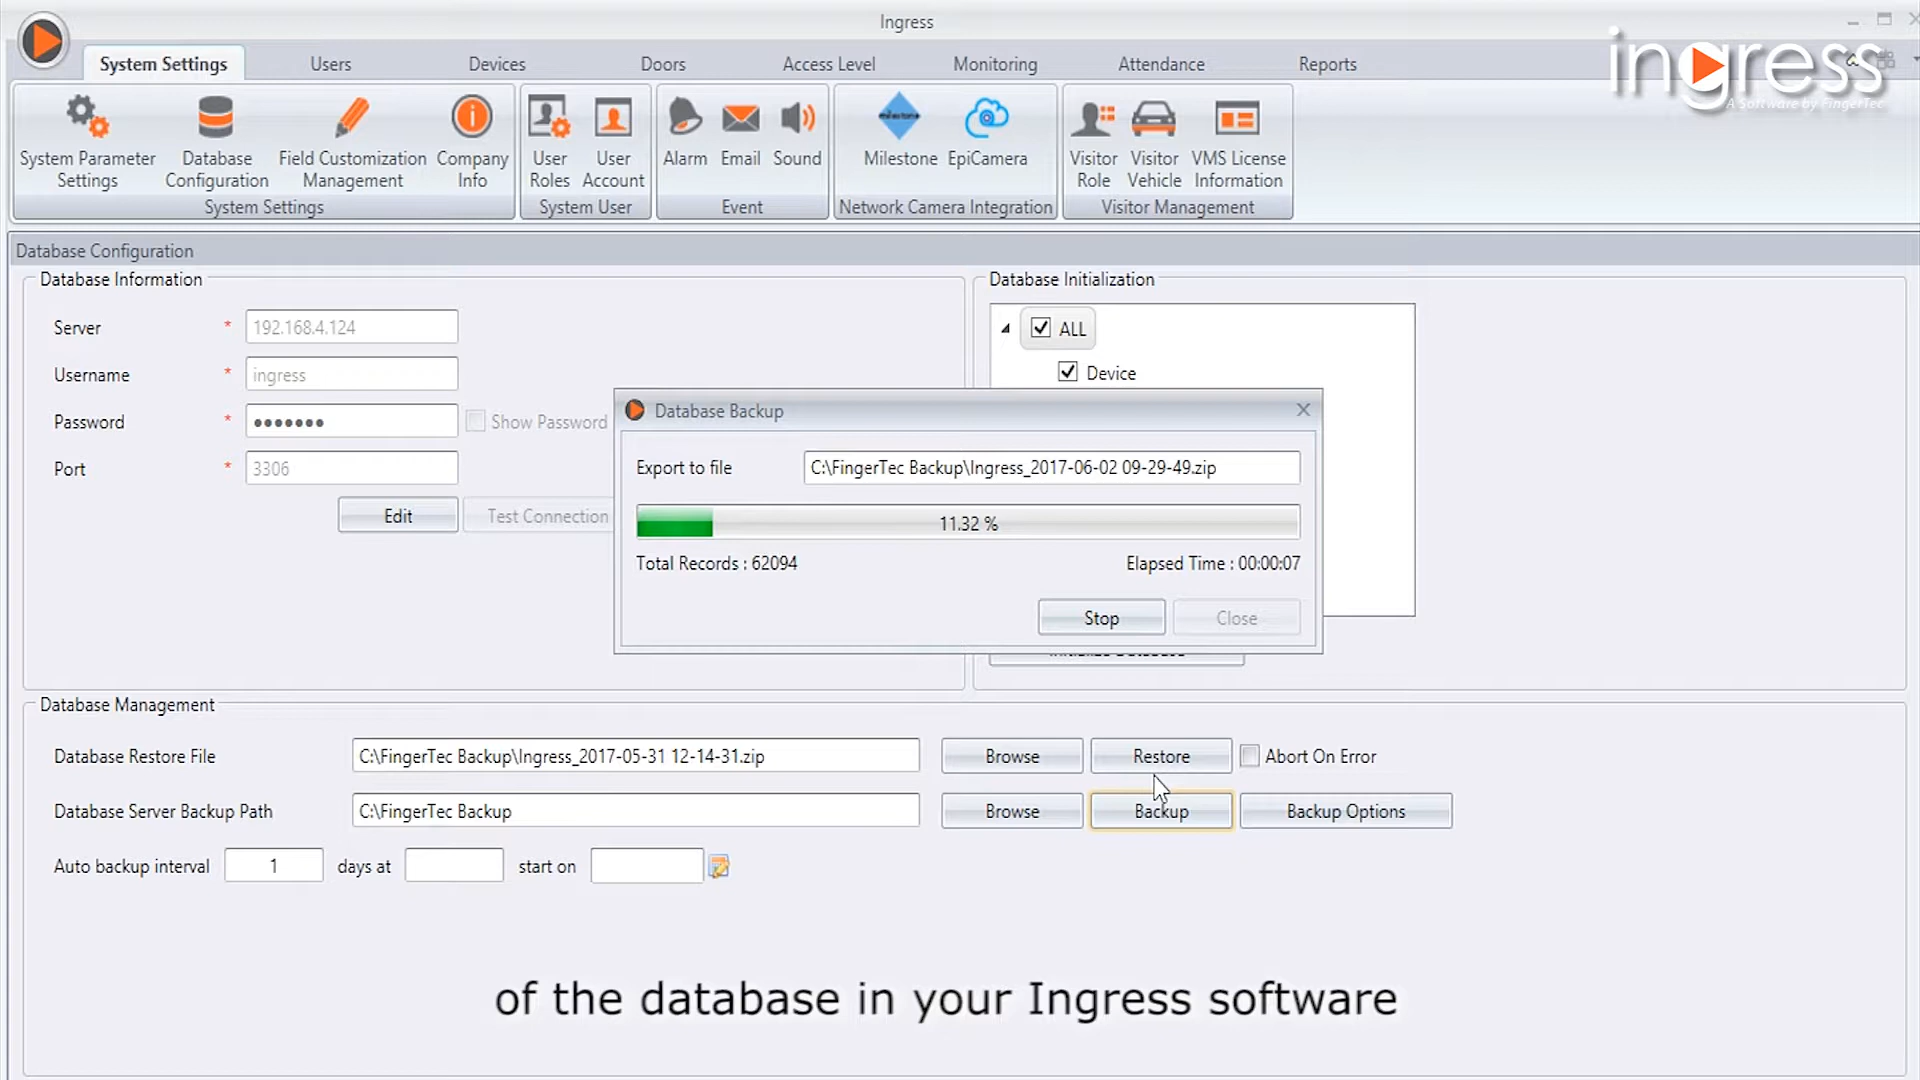 Ingress
ingress
A Software by FingerTec
System Settings Users Devices Doors Access Level Monitoring Attendance Reports
System Parameter Settings
Database Configuration
Field Customization Management
Company Info
System Settings
User Roles
User Account
System User
Alarm
Email
Sound
Event
milestone
Milestone
EpiCamera
Network Camera Integration
Visitor Role
Visitor Vehicle
VMS License Information
Visitor Management
Database Configuration
Database Information
Server * 192.168.4.124
Username * ingress
Password * ●●●●●●● Show Password
Port * 3306
Edit Test Connection
Database Initialization
ALL
Device
Database Backup
Export to file C:\FingerTec Backup\Ingress_2017-06-02 09-29-49.zip
11.32 %
Total Records : 62094 Elapsed Time : 00:00:07
Stop Close
Database Management
Database Restore File C:\FingerTec Backup\Ingress_2017-05-31 12-14-31.zip Browse Restore Abort On Error
Database Server Backup Path C:\FingerTec Backup Browse Backup Backup Options
Auto backup interval 1 days at start on
of the database in your Ingress software